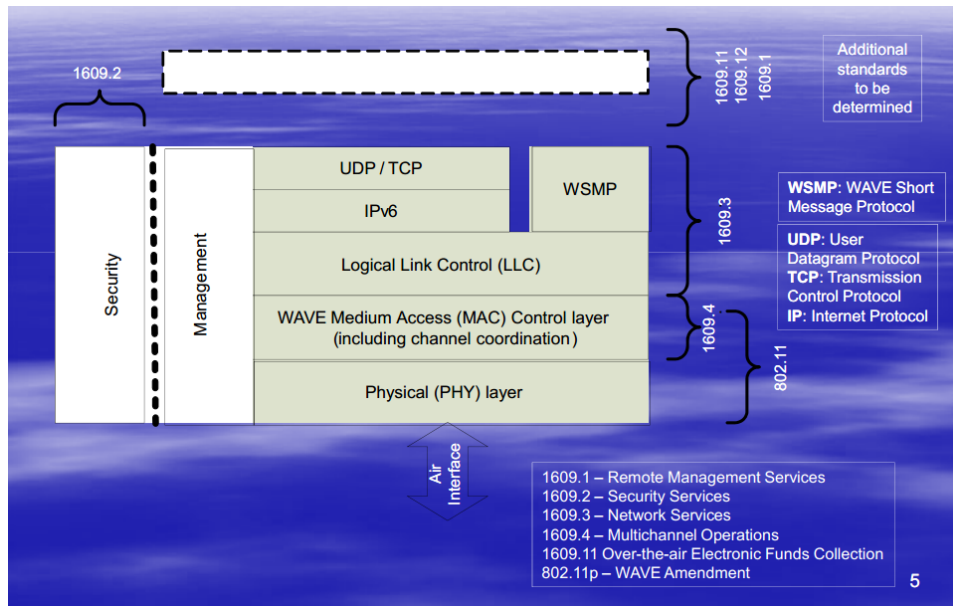 1609.2
1609.11
1609.12
1609.1
Additional
standards
to be
determined
Security
Management
UDP / TCP
IPv6
WSMP
Logical Link Control (LLC)
WAVE Medium Access (MAC) Control layer
(including channel coordination)
Physical (PHY) layer
1609.3
1609.4
802.11
WSMP: WAVE Short
Message Protocol
UDP: User
Datagram Protocol
TCP: Transmission
Control Protocol
IP: Internet Protocol
Air
Interface
1609.1 – Remote Management Services
1609.2 – Security Services
1609.3 – Network Services
1609.4 – Multichannel Operations
1609.11 Over-the-air Electronic Funds Collection
802.11p – WAVE Amendment
5